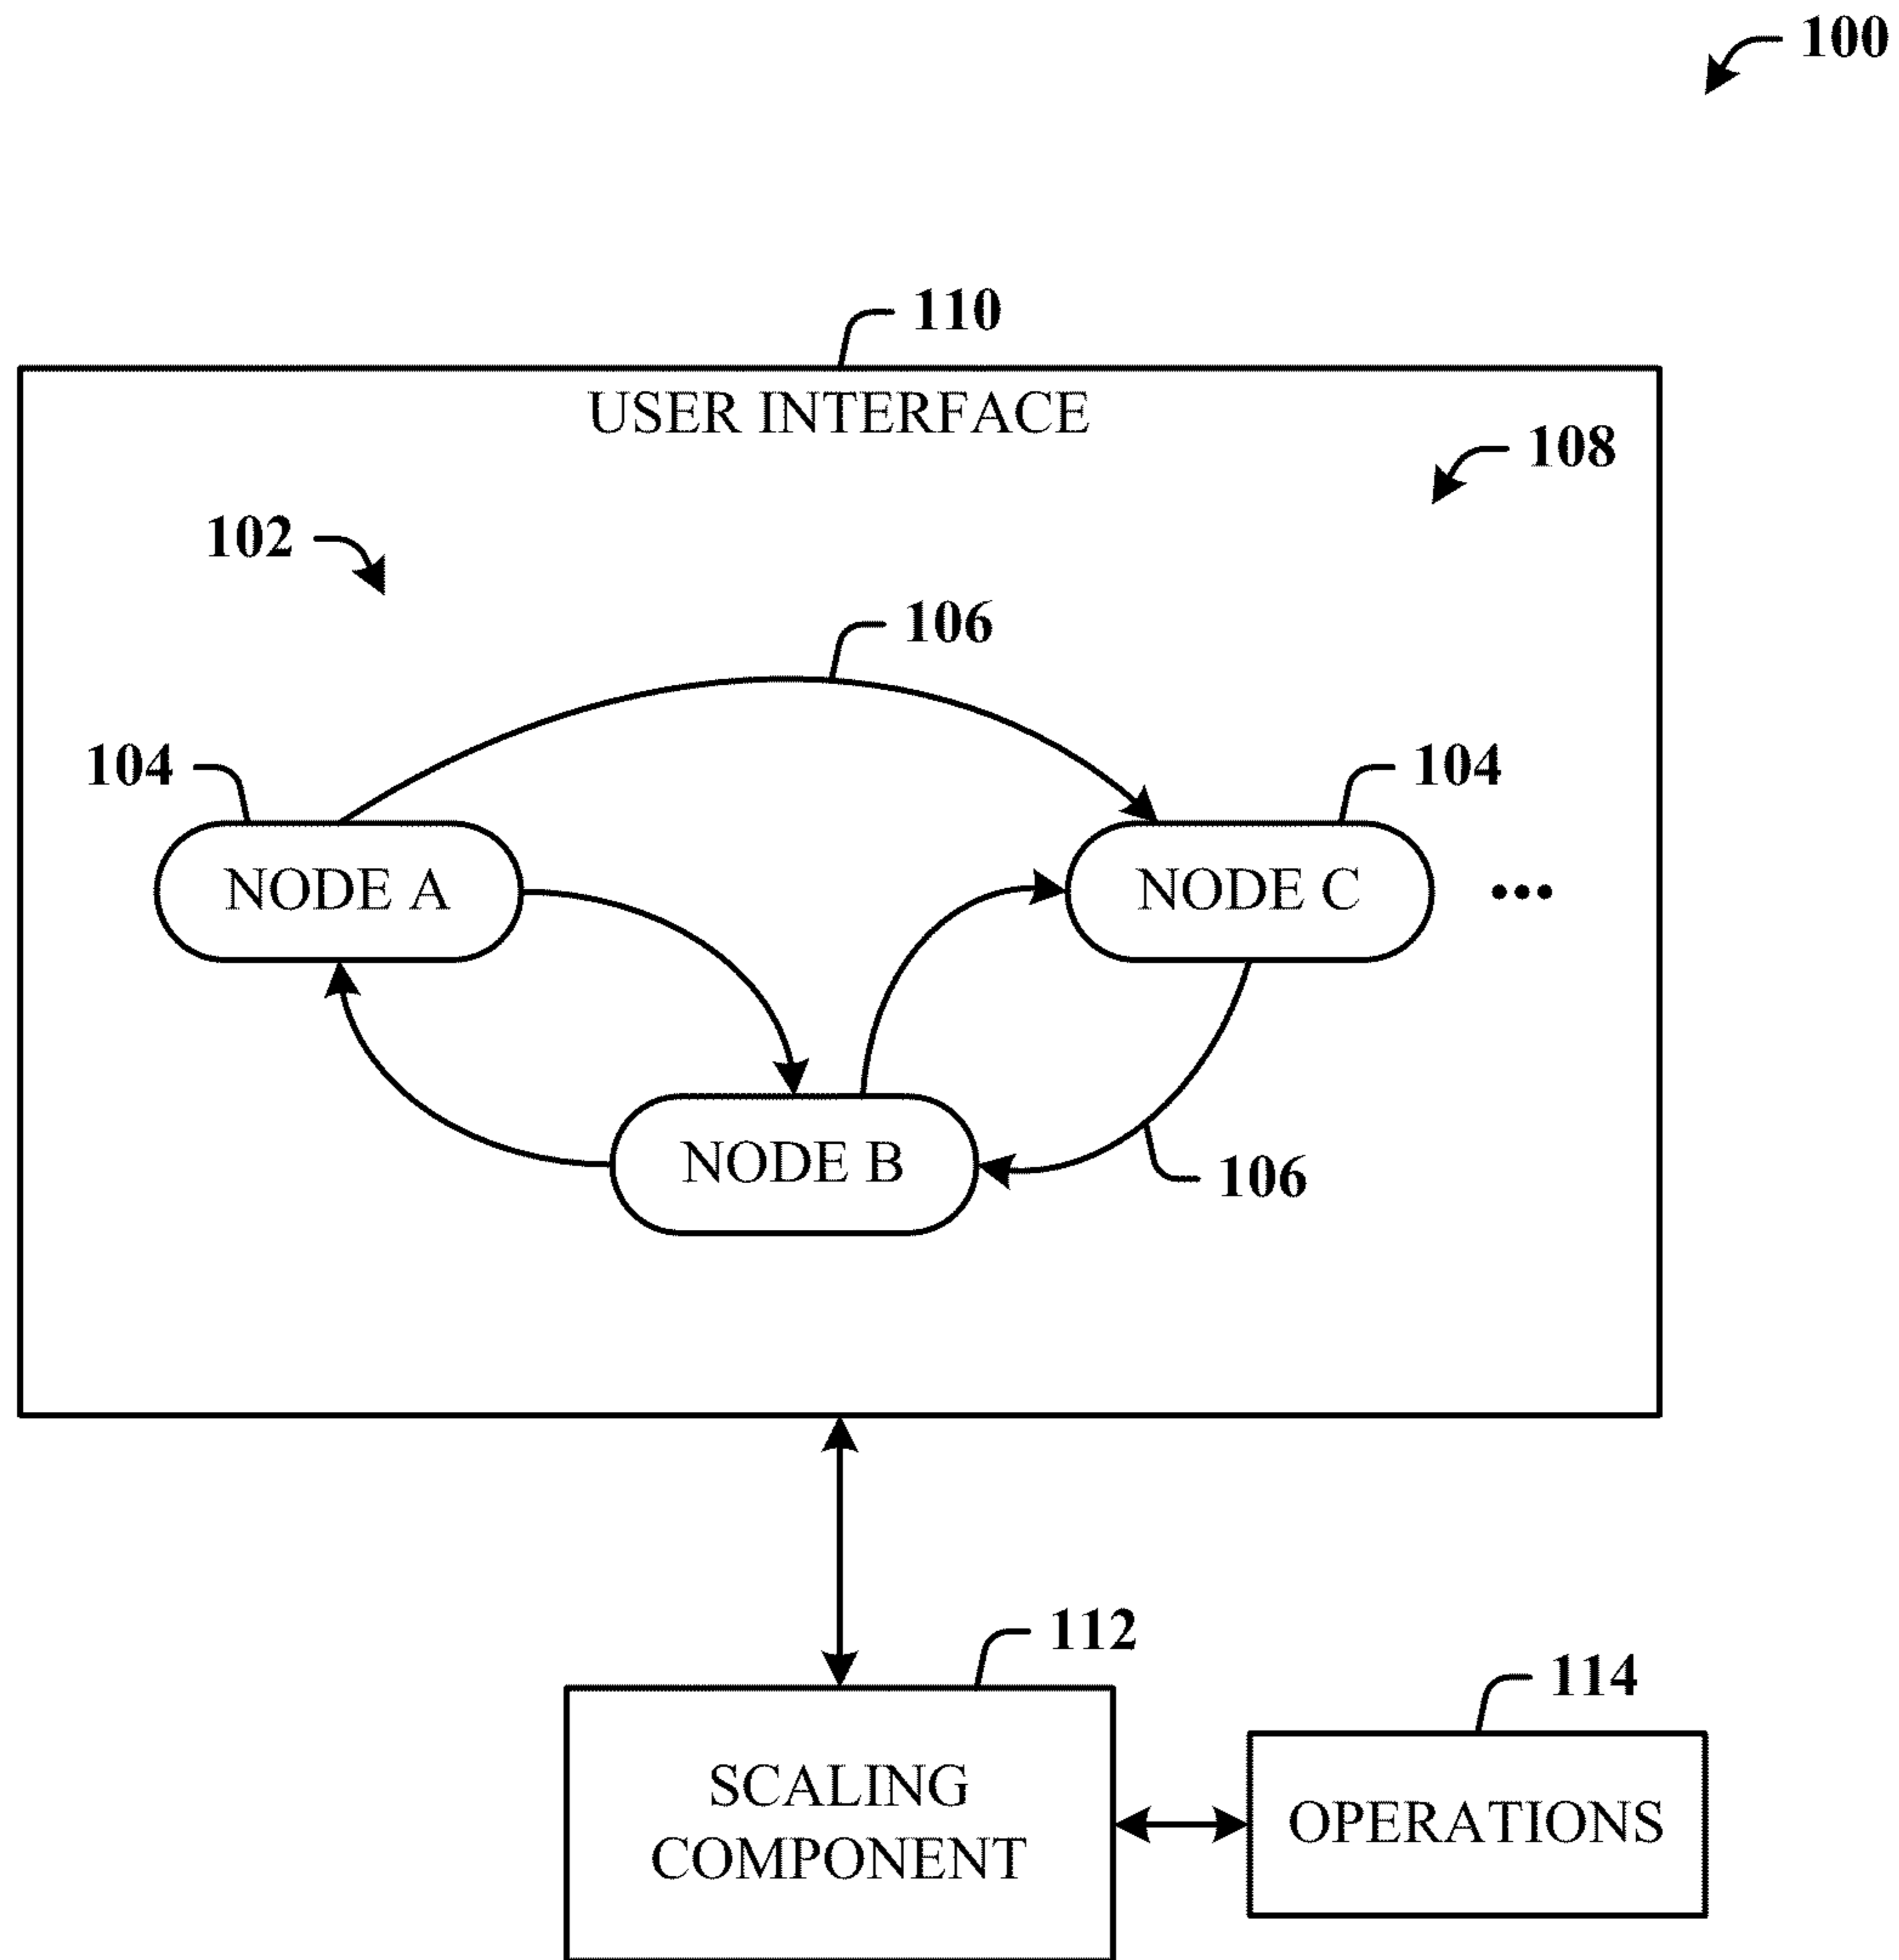 100
110
USER INTERFACE
108
102
106
104
104
NODE A
NODE C
•••
NODE B
106
112
114
SCALING
COMPONENT
OPERATIONS